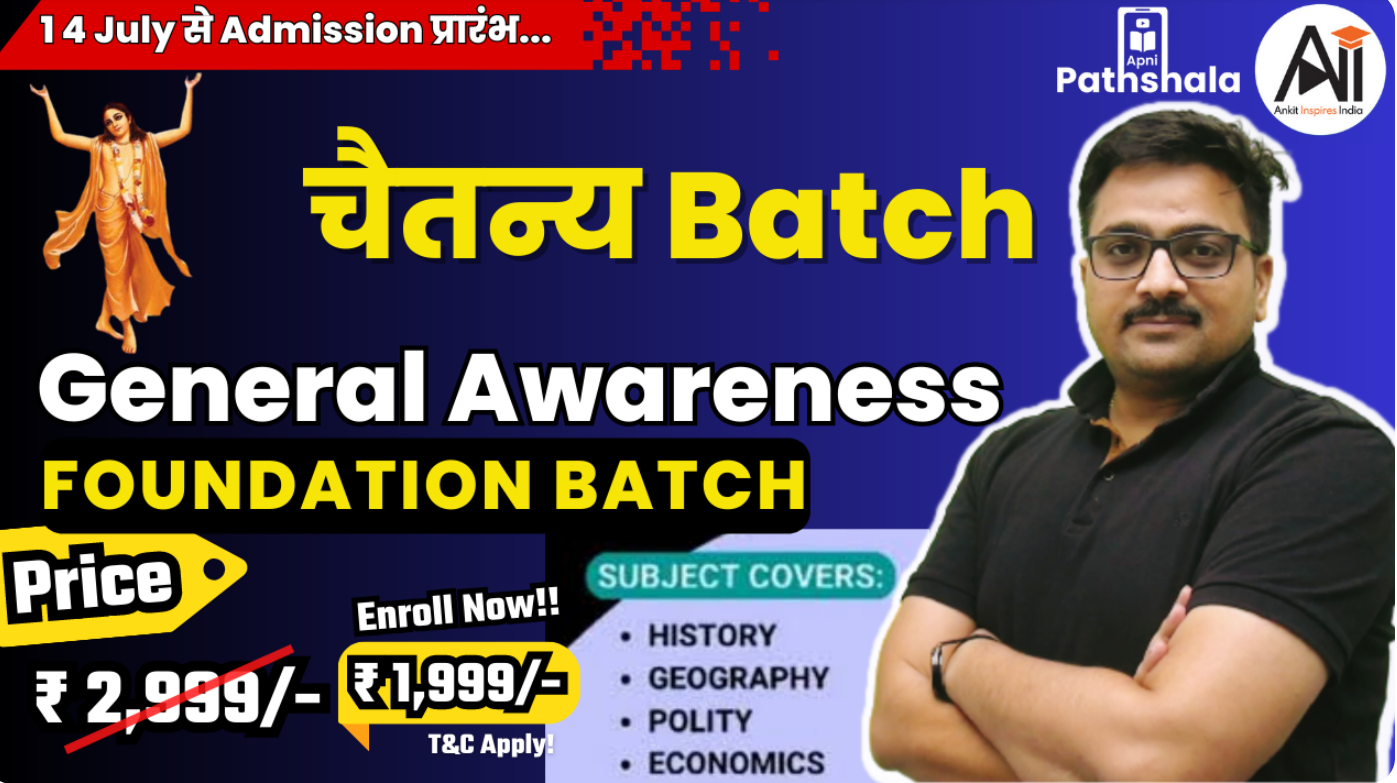 14 July से Admission प्रारंभ...
Apni
Pathshala
Aii
Ankit Inspires India
चैतन्य Batch
General Awareness
FOUNDATION BATCH
Price
₹ 2,999/-
Enroll Now!!
₹ 1,999/-
T&C Apply!
SUBJECT COVERS:
• HISTORY
• GEOGRAPHY
• POLITY
• ECONOMICS